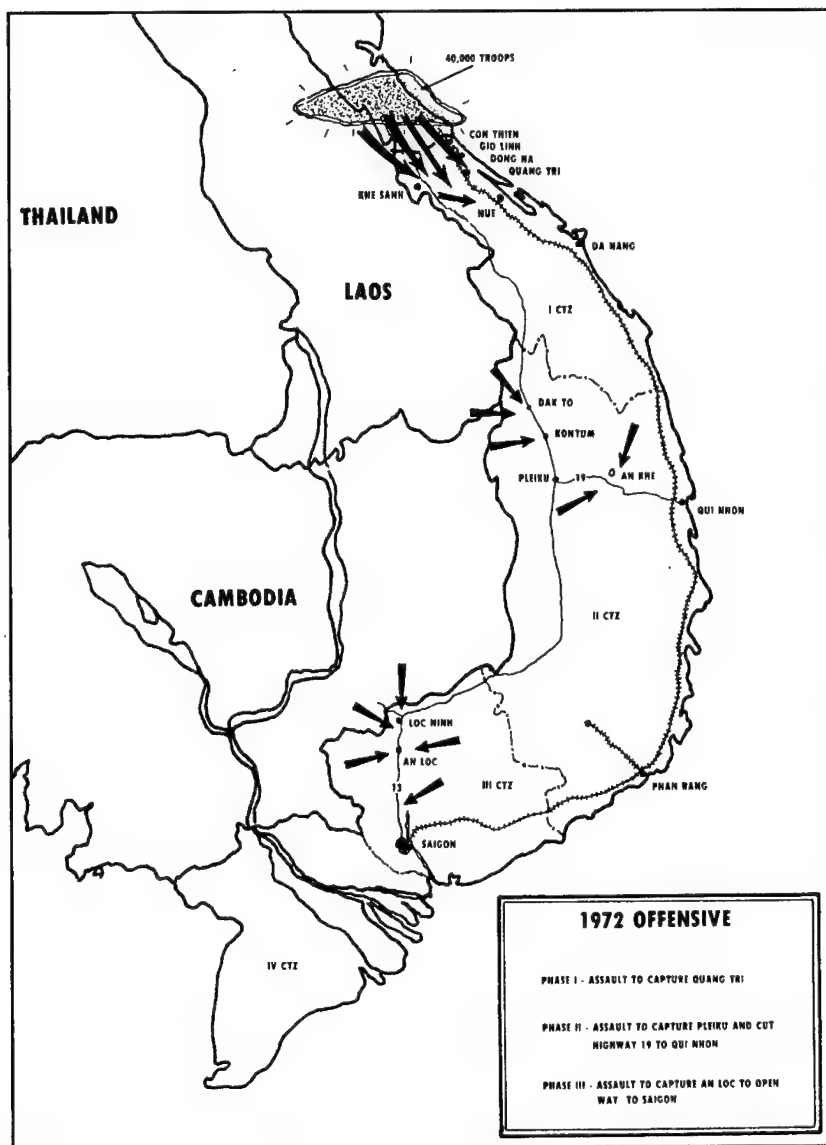 40,000 TROOPS
CON THIEN
GIO LINH
DONG HA
QUANG TRI
KHE SANH
HUE
THAILAND
DA NANG
LAOS
I CTZ
DAK TO
KONTUM
PLEIKU
19
AN KHE
QUI NHON
CAMBODIA
II CTZ
LOC NINH
AN LOC
13
III CTZ
PHAN RANG
SAIGON
IV CTZ
1972 OFFENSIVE
PHASE I - ASSAULT TO CAPTURE QUANG TRI
PHASE II - ASSAULT TO CAPTURE PLEIKU AND CUT
HIGHWAY 19 TO QUI NHON
PHASE III - ASSAULT TO CAPTURE AN LOC TO OPEN
WAY TO SAIGON